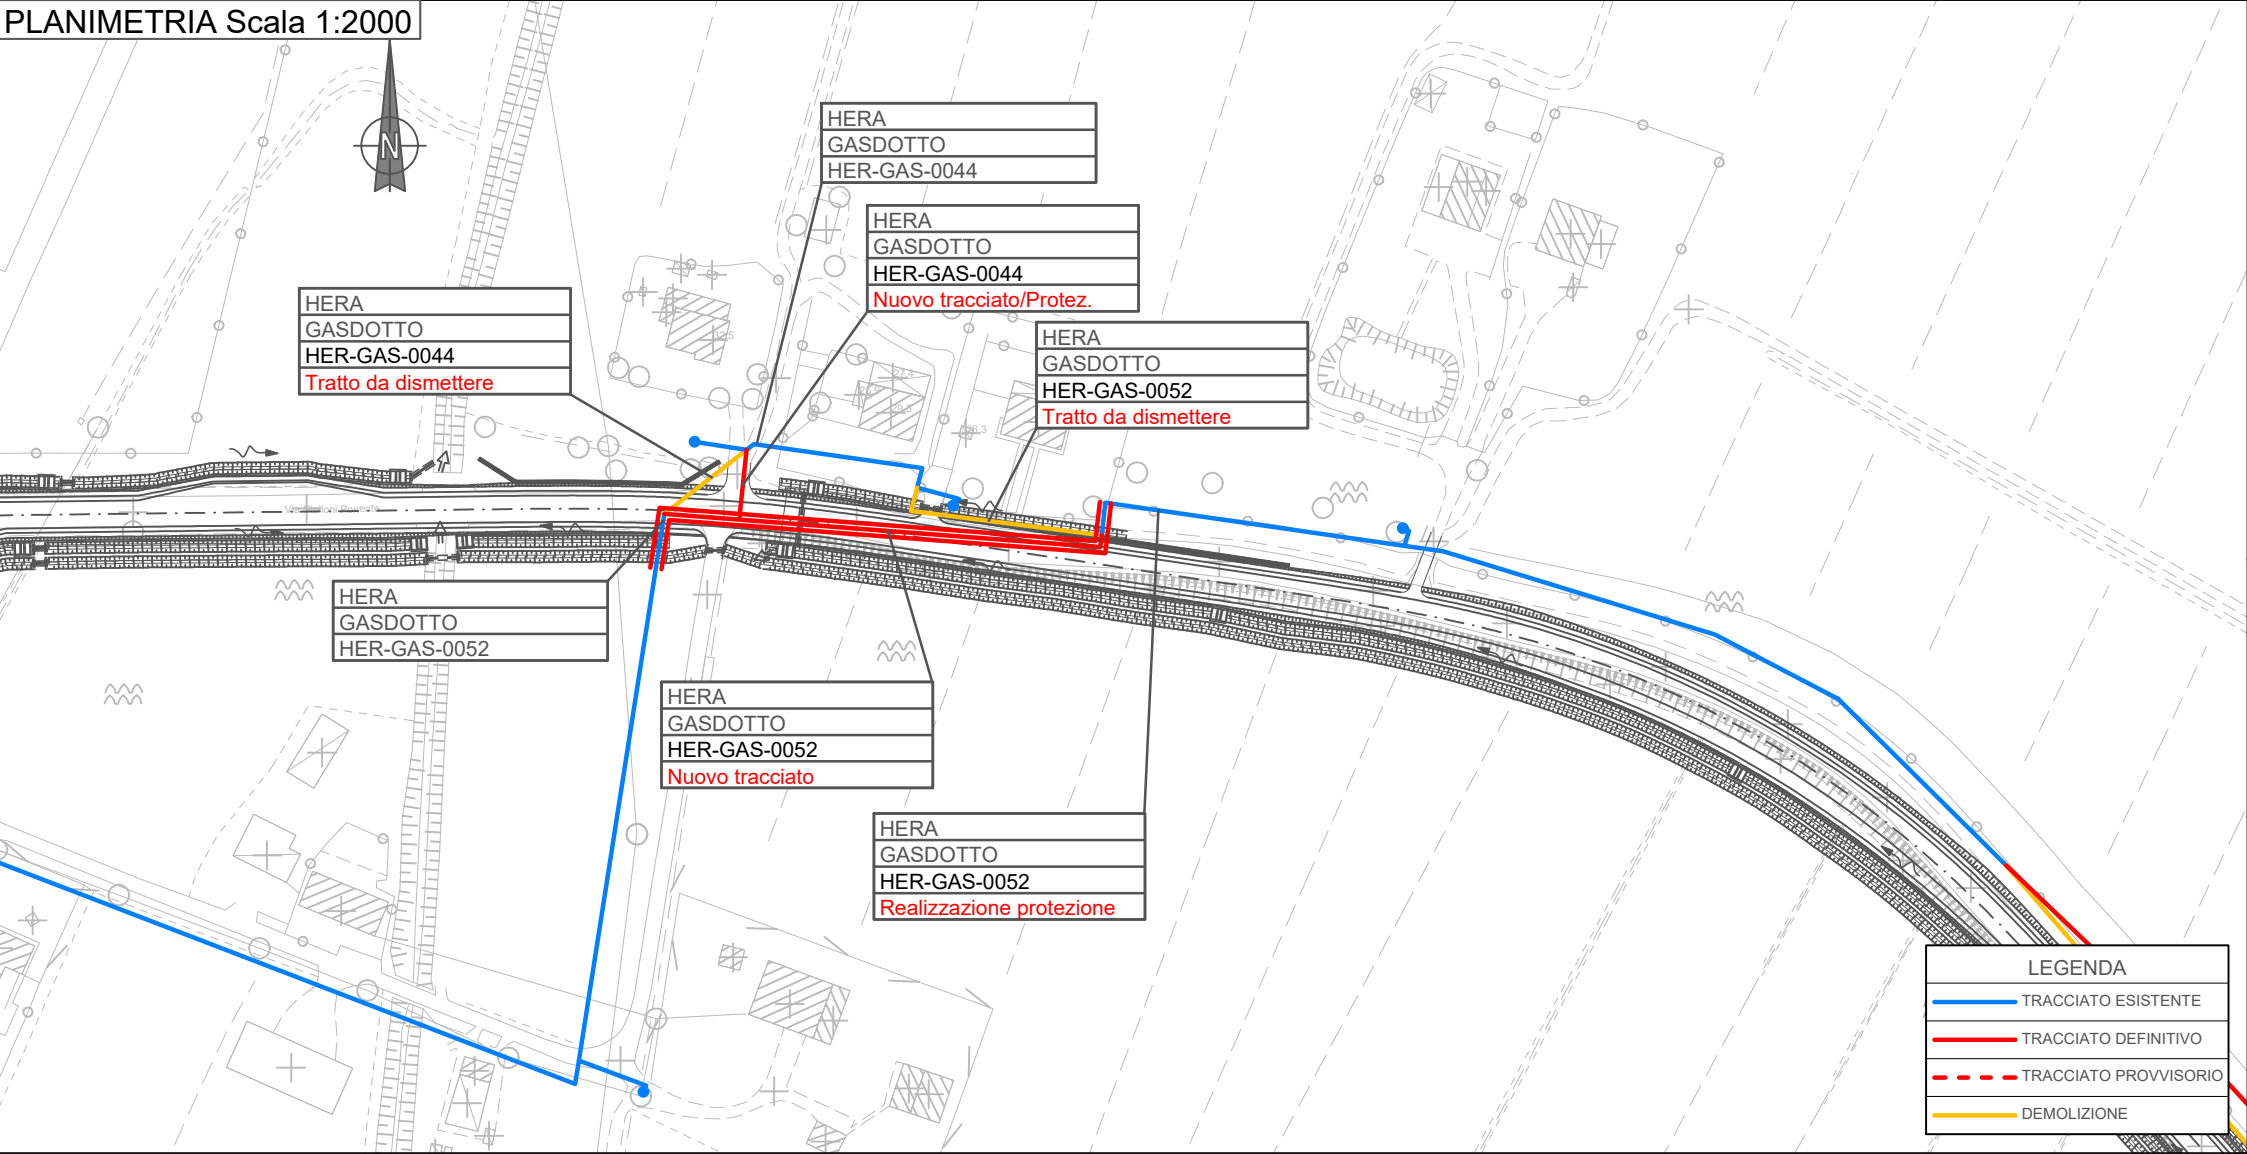 PLANIMETRIA Scala 1:2000
N
HERA
GASDOTTO
HER-GAS-0044
HERA
GASDOTTO
HER-GAS-0044
Nuovo tracciato/Protez.
HERA
GASDOTTO
HER-GAS-0044
Tratto da dismettere
HERA
GASDOTTO
HER-GAS-0052
Tratto da dismettere
HERA
GASDOTTO
HER-GAS-0052
HERA
GASDOTTO
HER-GAS-0052
Nuovo tracciato
HERA
GASDOTTO
HER-GAS-0052
Realizzazione protezione
LEGENDA
TRACCIATO ESISTENTE
TRACCIATO DEFINITIVO
TRACCIATO PROVVISORIO
DEMOLIZIONE